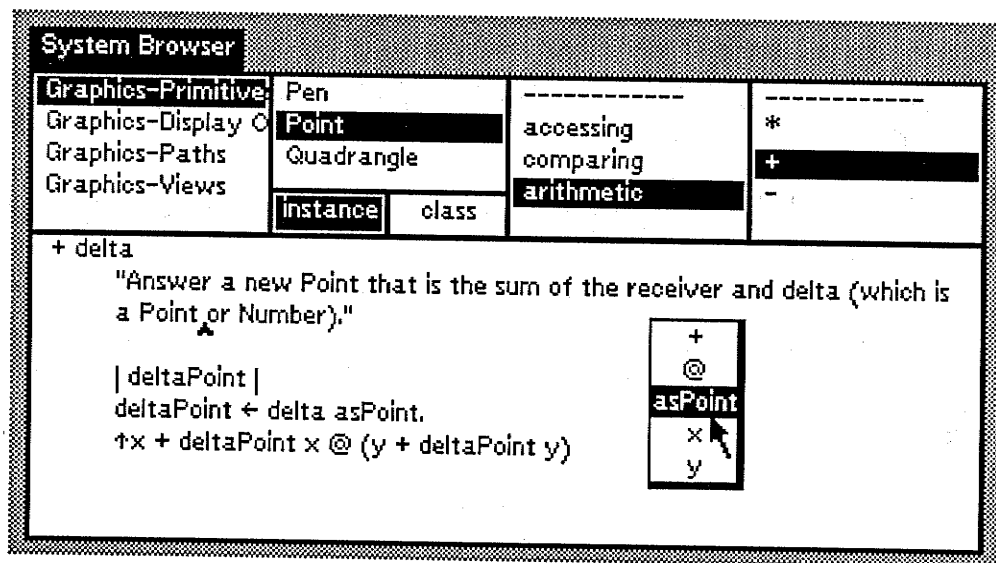 System Browser
Graphics-Primitive
Graphics-Display O
Graphics-Paths
Graphics-Views
Pen
Point
Quadrangle
instance class
------------
accessing
comparing
arithmetic
------------
*
+
-
+ delta
"Answer a new Point that is the sum of the receiver and delta (which is
a Point or Number)."
| deltaPoint |
deltaPoint ← delta asPoint.
↑x + deltaPoint x @ (y + deltaPoint y)
+
@
asPoint
x
y